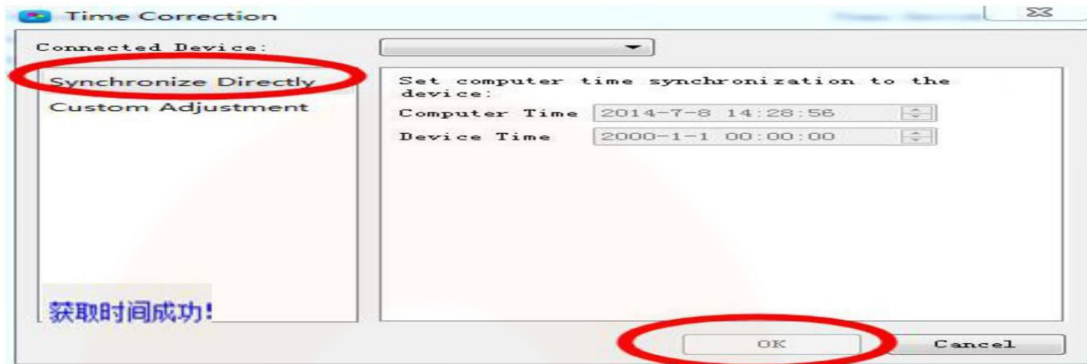 Time Correction
Connected Device:
Synchronize Directly
Custom Adjustment
Set computer time synchronization to the
device:
Computer Time 2014-7-8 14:28:56
Device Time 2000-1-1 00:00:00
获取时间成功!
OK Cancel